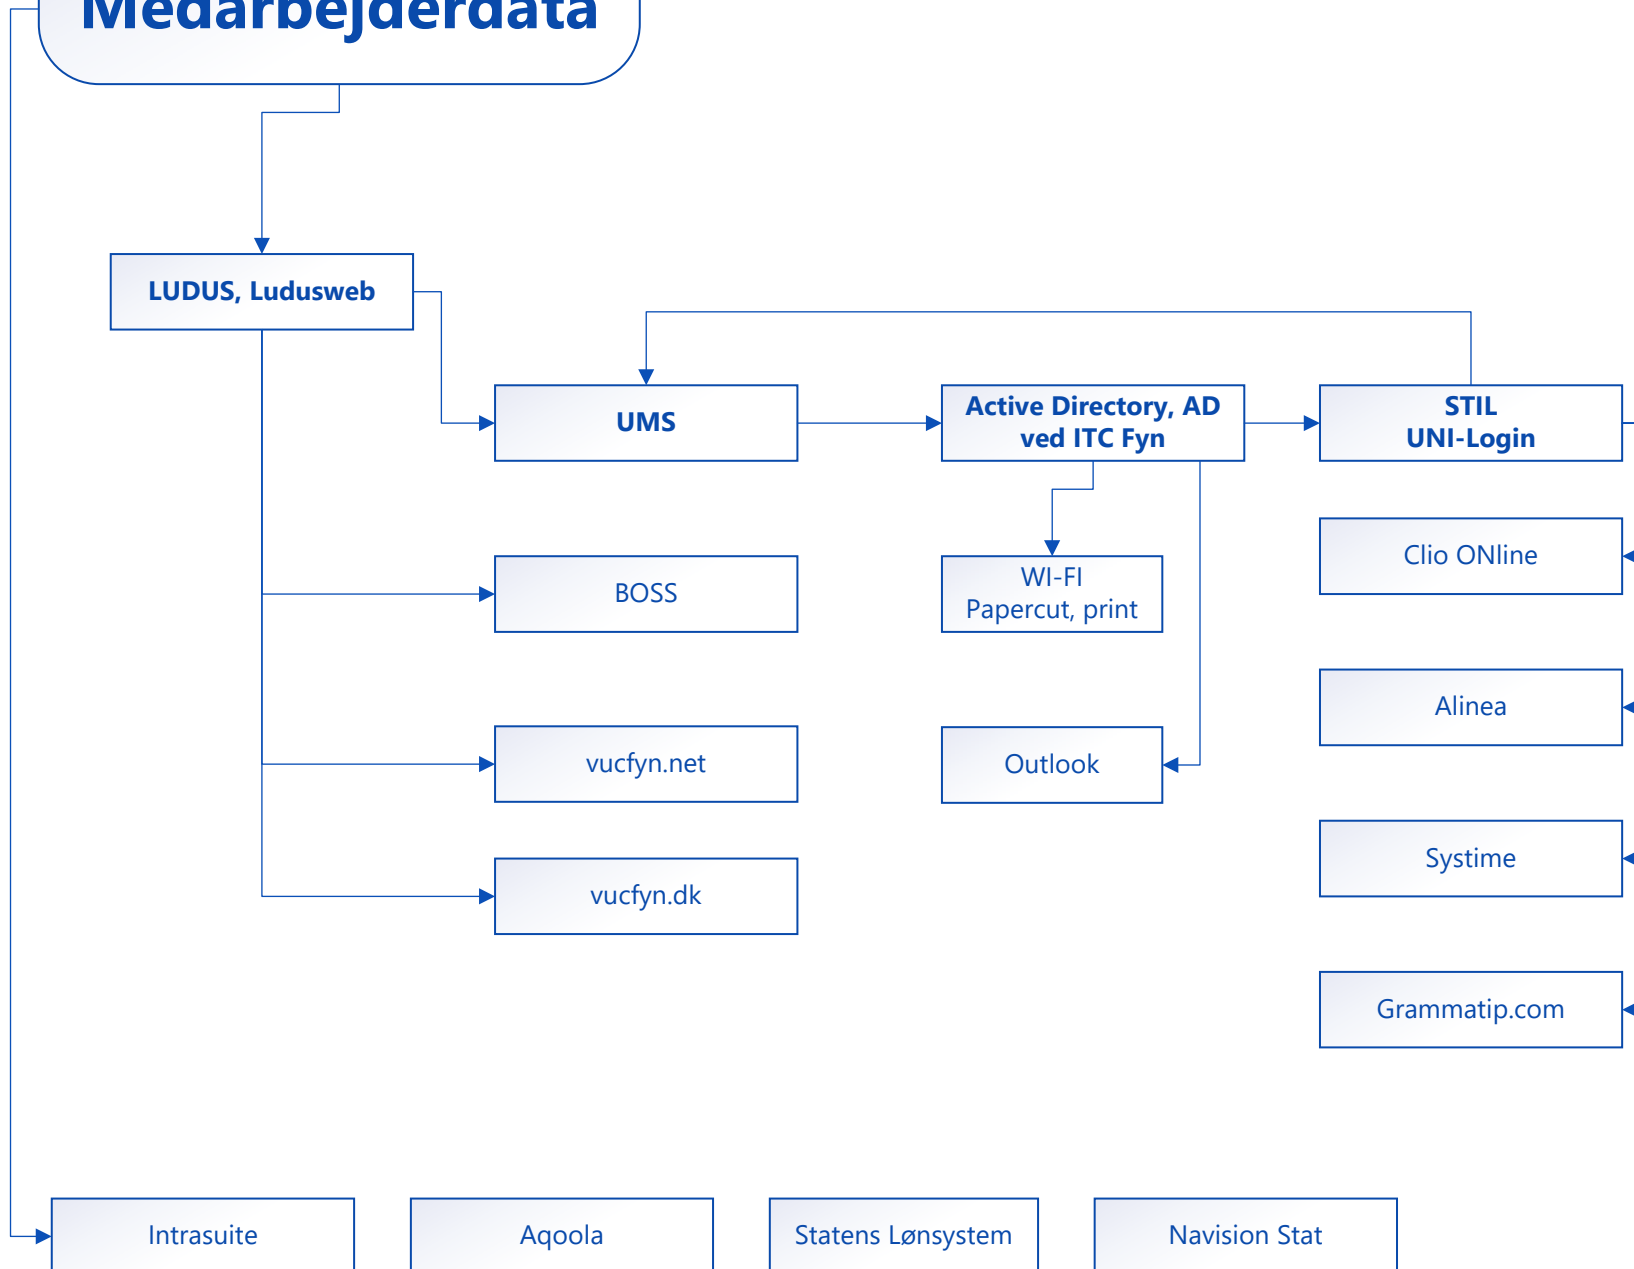 Medarbejderdata
LUDUS, Ludusweb
UMS
Active Directory, AD
ved ITC Fyn
STIL
UNI-Login
BOSS
WI-FI
Papercut, print
Clio ONline
vucfyn.net
Outlook
Alinea
vucfyn.dk
Systime
Grammatip.com
Intrasuite
Aqoola
Statens Lønsystem
Navision Stat